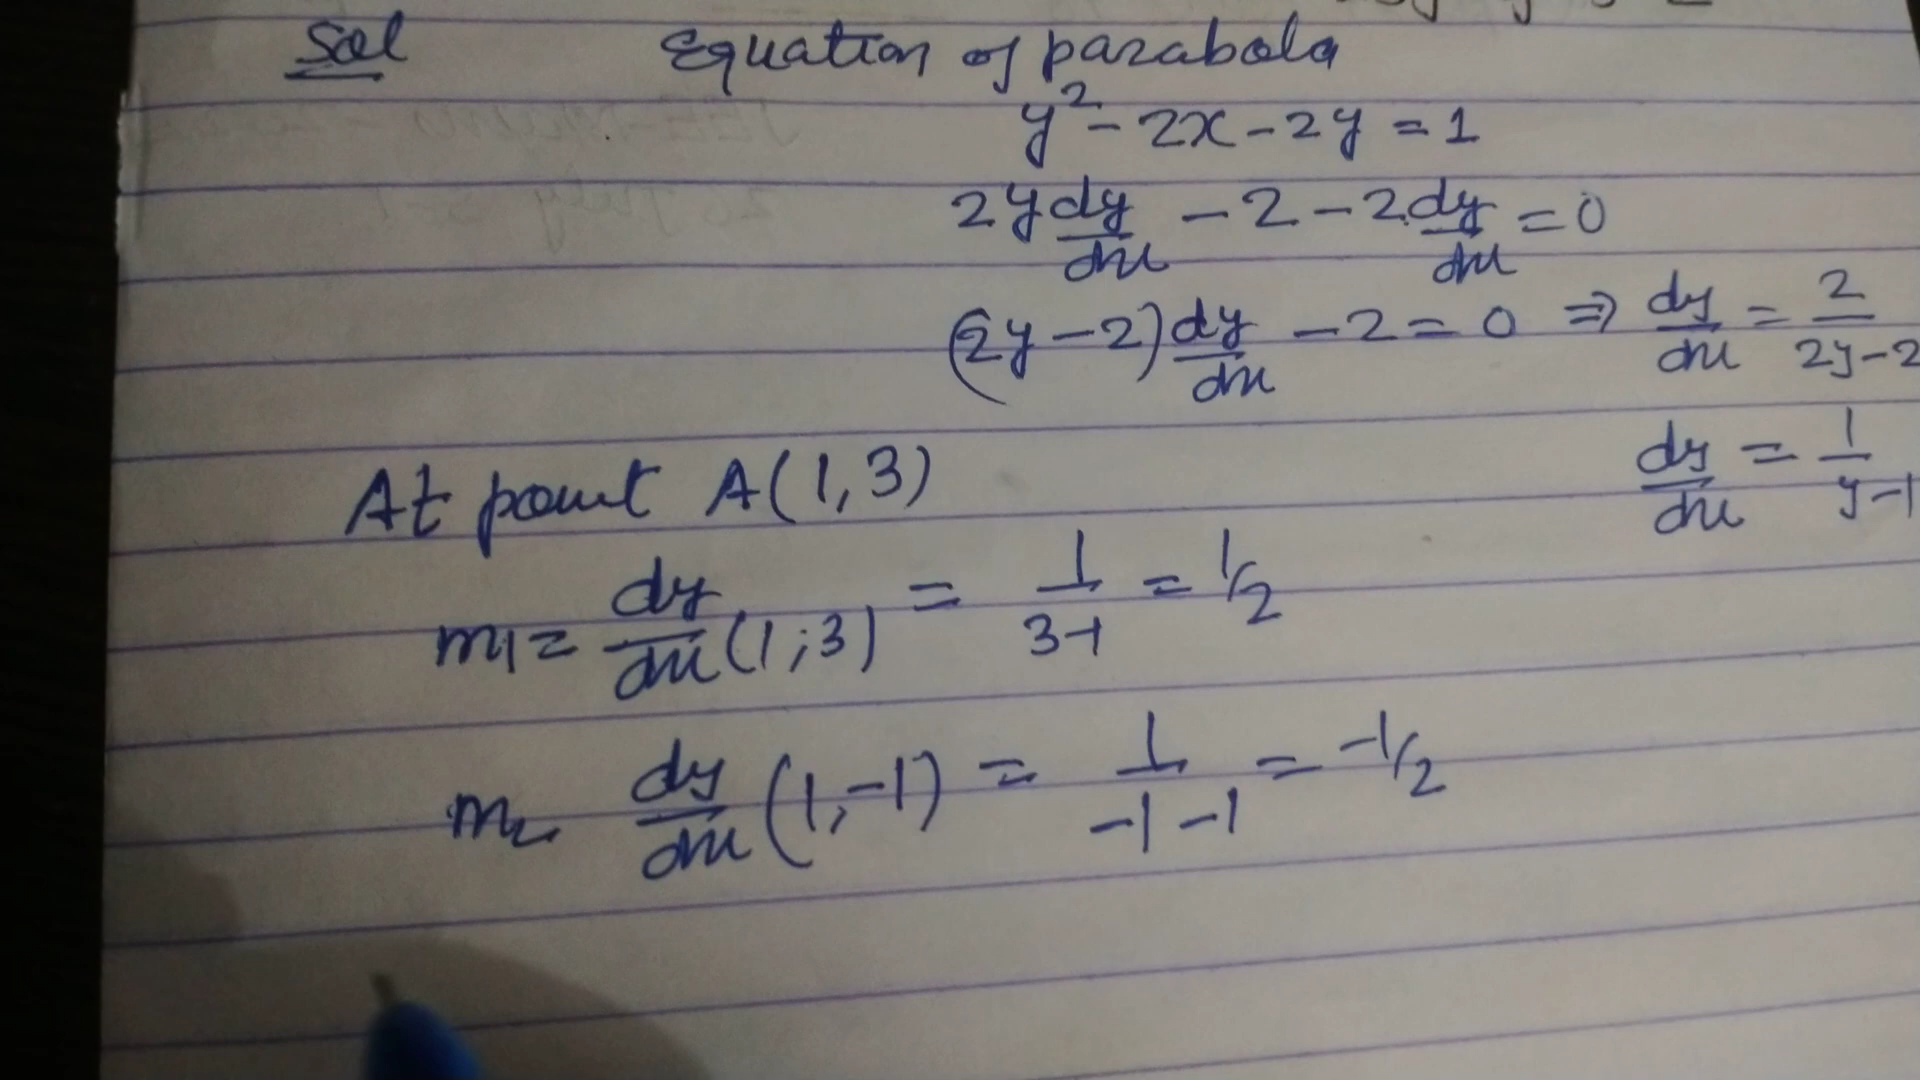 Sol Equation of parabola
y² - 2x - 2y = 1
2y dy/dx - 2 - 2 dy/dx = 0
(2y - 2) dy/dx - 2 = 0 ⇒ dy/dx = 2/2y-2
dy/dx = 1/y-1
At point A(1,3)
m1 = dy/dx (1,3) = 1/3-1 = 1/2
m2 dy/dx (1,-1) = 1/-1-1 = -1/2